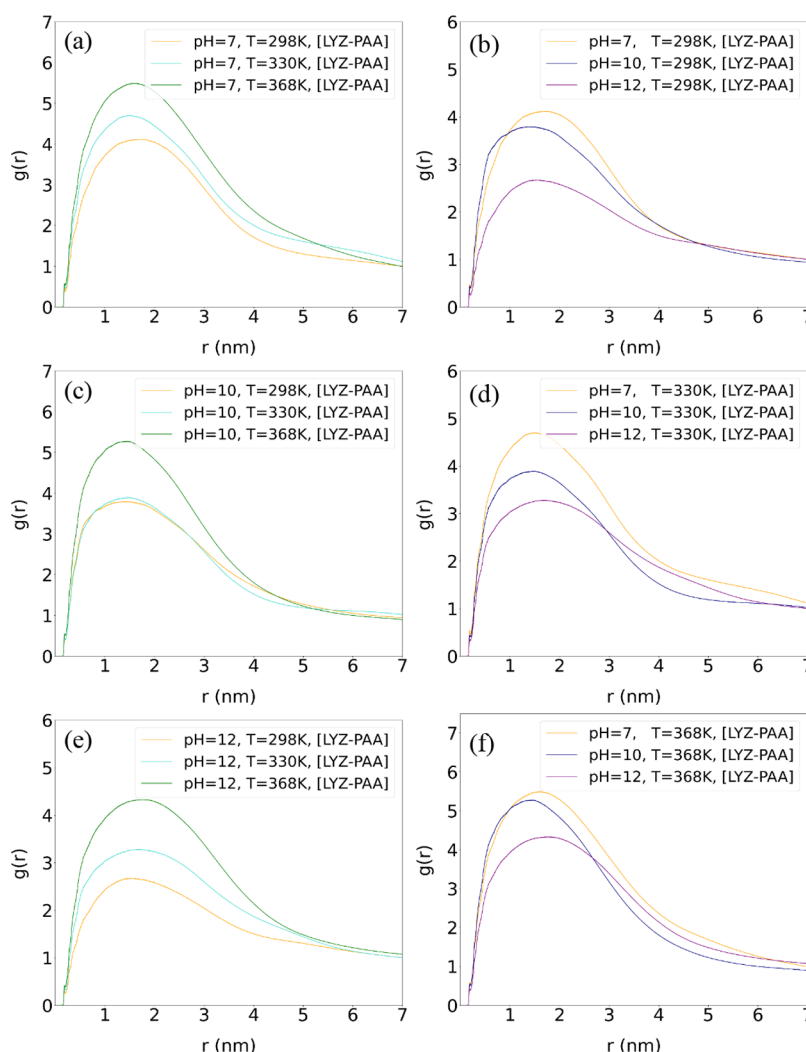 (a)
pH=7, T=298K, [LYZ-PAA]
pH=7, T=330K, [LYZ-PAA]
pH=7, T=368K, [LYZ-PAA]
7
6
5
4
3
2
1
0
g(r)
1 2 3 4 5 6 7
r (nm)
(b)
pH=7, T=298K, [LYZ-PAA]
pH=10, T=298K, [LYZ-PAA]
pH=12, T=298K, [LYZ-PAA]
6
5
4
3
2
1
0
g(r)
1 2 3 4 5 6 7
r (nm)
(c)
pH=10, T=298K, [LYZ-PAA]
pH=10, T=330K, [LYZ-PAA]
pH=10, T=368K, [LYZ-PAA]
7
6
5
4
3
2
1
0
g(r)
1 2 3 4 5 6 7
r (nm)
(d)
pH=7, T=330K, [LYZ-PAA]
pH=10, T=330K, [LYZ-PAA]
pH=12, T=330K, [LYZ-PAA]
6
5
4
3
2
1
0
g(r)
1 2 3 4 5 6 7
r (nm)
(e)
pH=12, T=298K, [LYZ-PAA]
pH=12, T=330K, [LYZ-PAA]
pH=12, T=368K, [LYZ-PAA]
6
5
4
3
2
1
0
g(r)
1 2 3 4 5 6 7
r (nm)
(f)
pH=7, T=368K, [LYZ-PAA]
pH=10, T=368K, [LYZ-PAA]
pH=12, T=368K, [LYZ-PAA]
7
6
5
4
3
2
1
0
g(r)
1 2 3 4 5 6 7
r (nm)